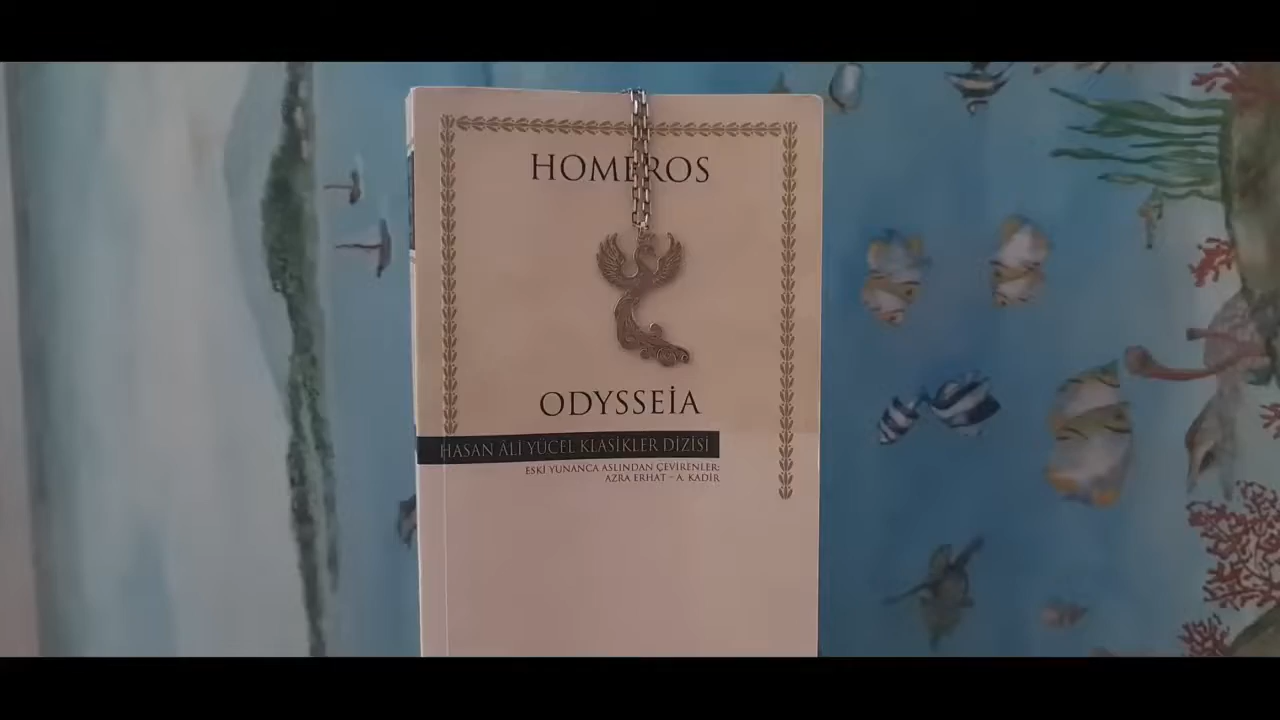 HOMEROS
ODYSSEİA
HASAN ÂLİ YÜCEL KLASİKLER DİZİSİ
ESKİ YUNANCA ASLINDAN ÇEVİRENLER:
AZRA ERHAT - A. KADİR